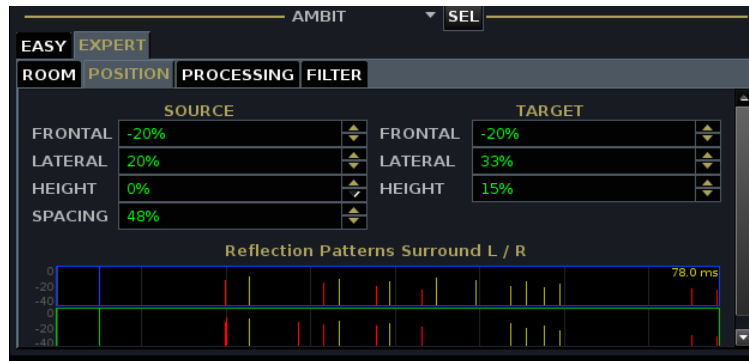 AMBIT SEL
EASY EXPERT
ROOM POSITION PROCESSING FILTER
SOURCE TARGET
FRONTAL -20% FRONTAL -20%
LATERAL 20% LATERAL 33%
HEIGHT 0% HEIGHT 15%
SPACING 48%
Reflection Patterns Surround L / R
0 78.0 ms
-20
-40
0
-20
-40